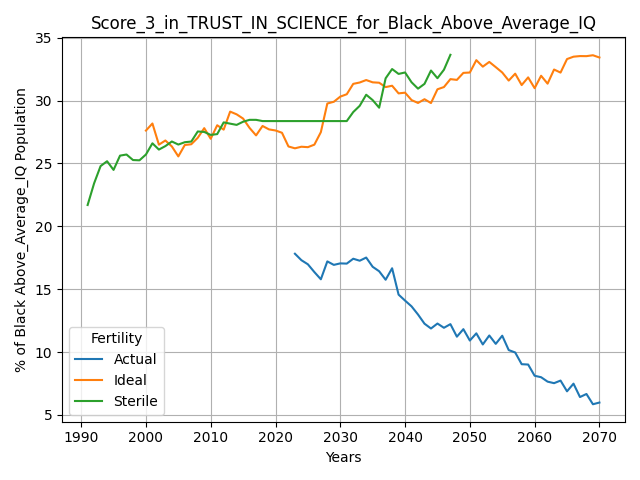 Score_3_in_TRUST_IN_SCIENCE_for_Black_Above_Average_IQ
% of Black Above_Average_IQ Population
35
30
25
20
15
10
5
Fertility
Actual
Ideal
Sterile
1990 2000 2010 2020 2030 2040 2050 2060 2070
Years